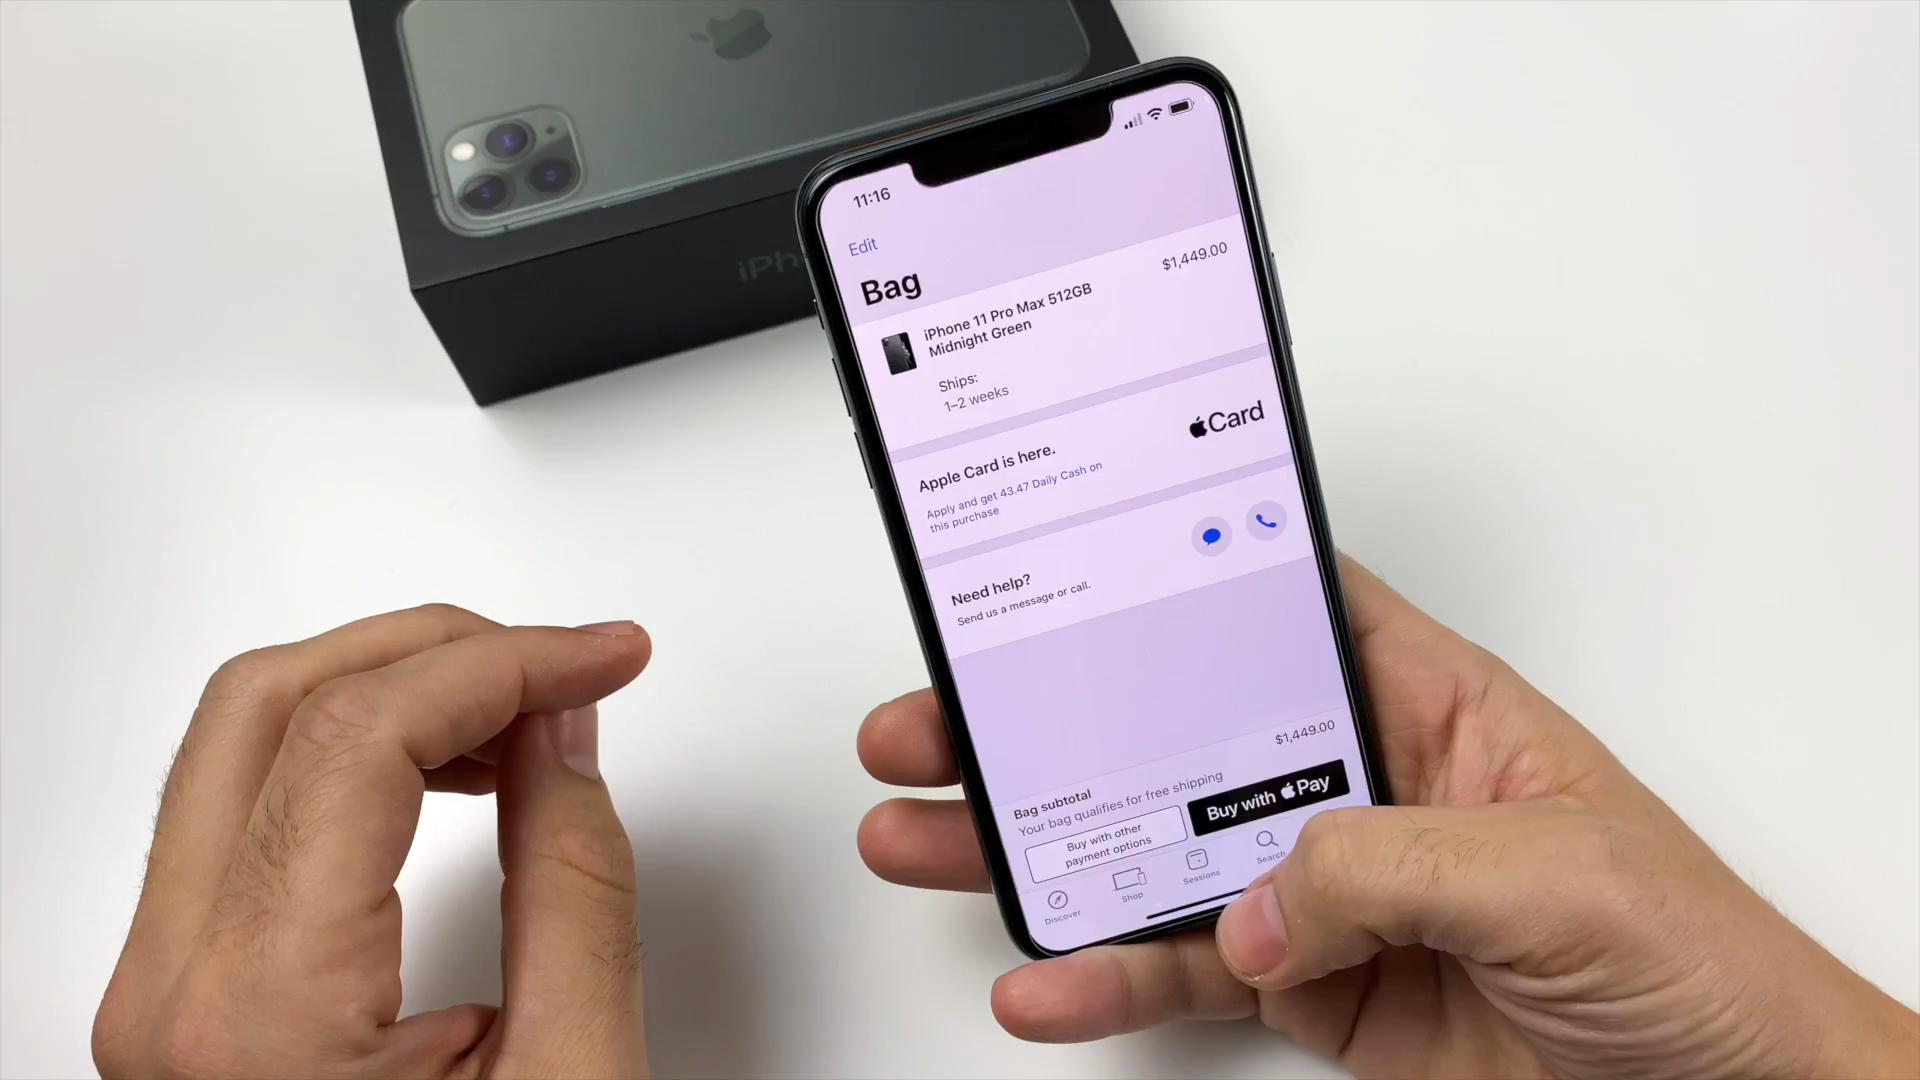 iPh
11:16
Edit
Bag
$1,449.00
iPhone 11 Pro Max 512GB
Midnight Green
Ships:
1–2 weeks
Card
Apple Card is here.
Apply and get 43.47 Daily Cash on
this purchase
Need help?
Send us a message or call.
$1,449.00
Bag subtotal
Your bag qualifies for free shipping
Buy with other
payment options
Buy with Pay
Discover
Shop
Sessions
Search